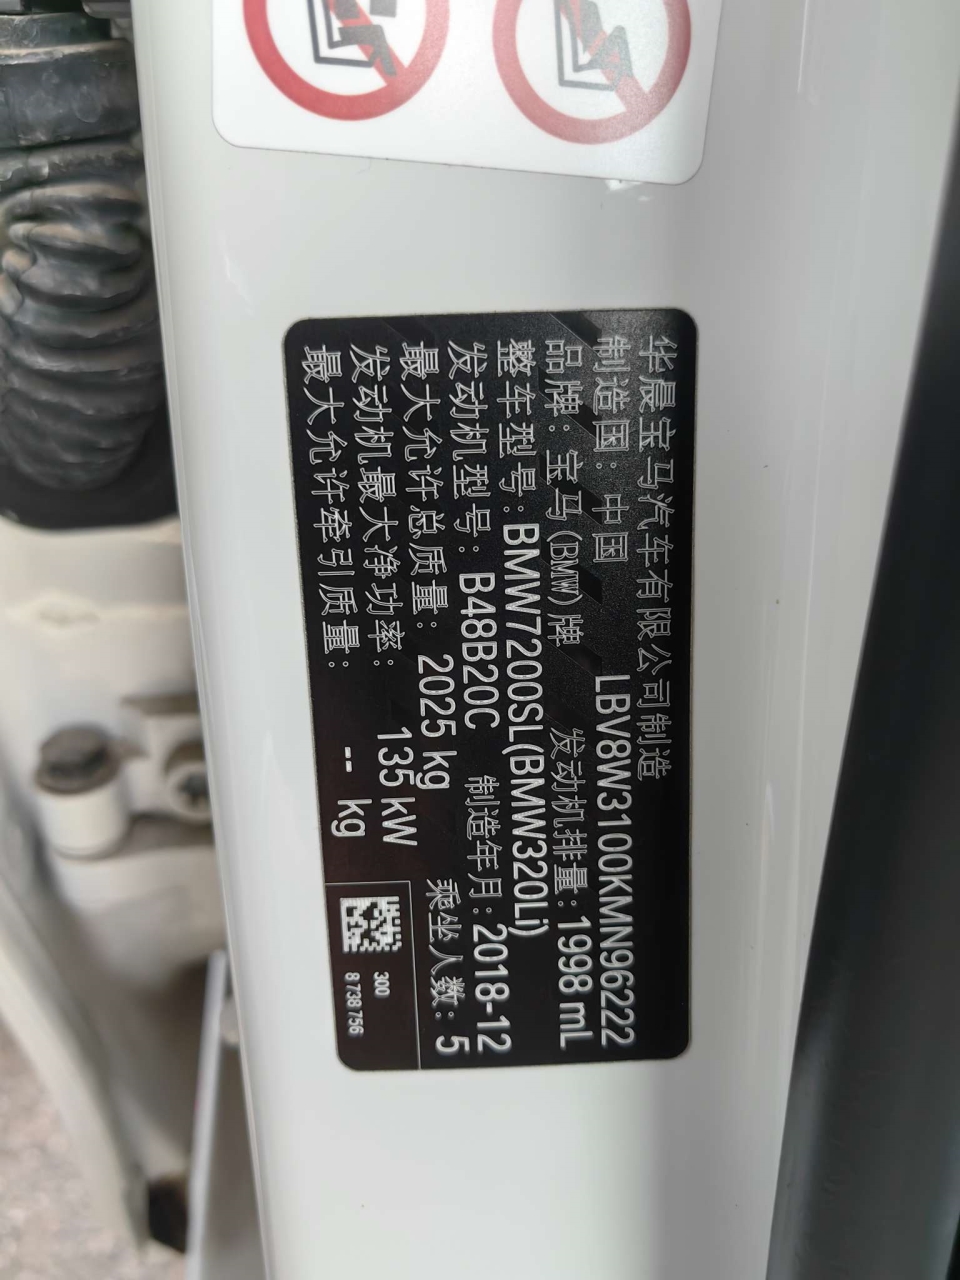 华晨宝马汽车有限公司制造
制造国：中国 LBV8W3100KMN96222
品牌：宝马(BMW)牌 发动机排量：1998 mL
整车型号：BMW7200SL(BMW320Li)
发动机型号：B48B20C 制造年月：2018-12
最大允许总质量：2025 kg 乘坐人数：5
发动机最大净功率：135 kW
最大允许牵引质量：-- kg
300
8 738 756